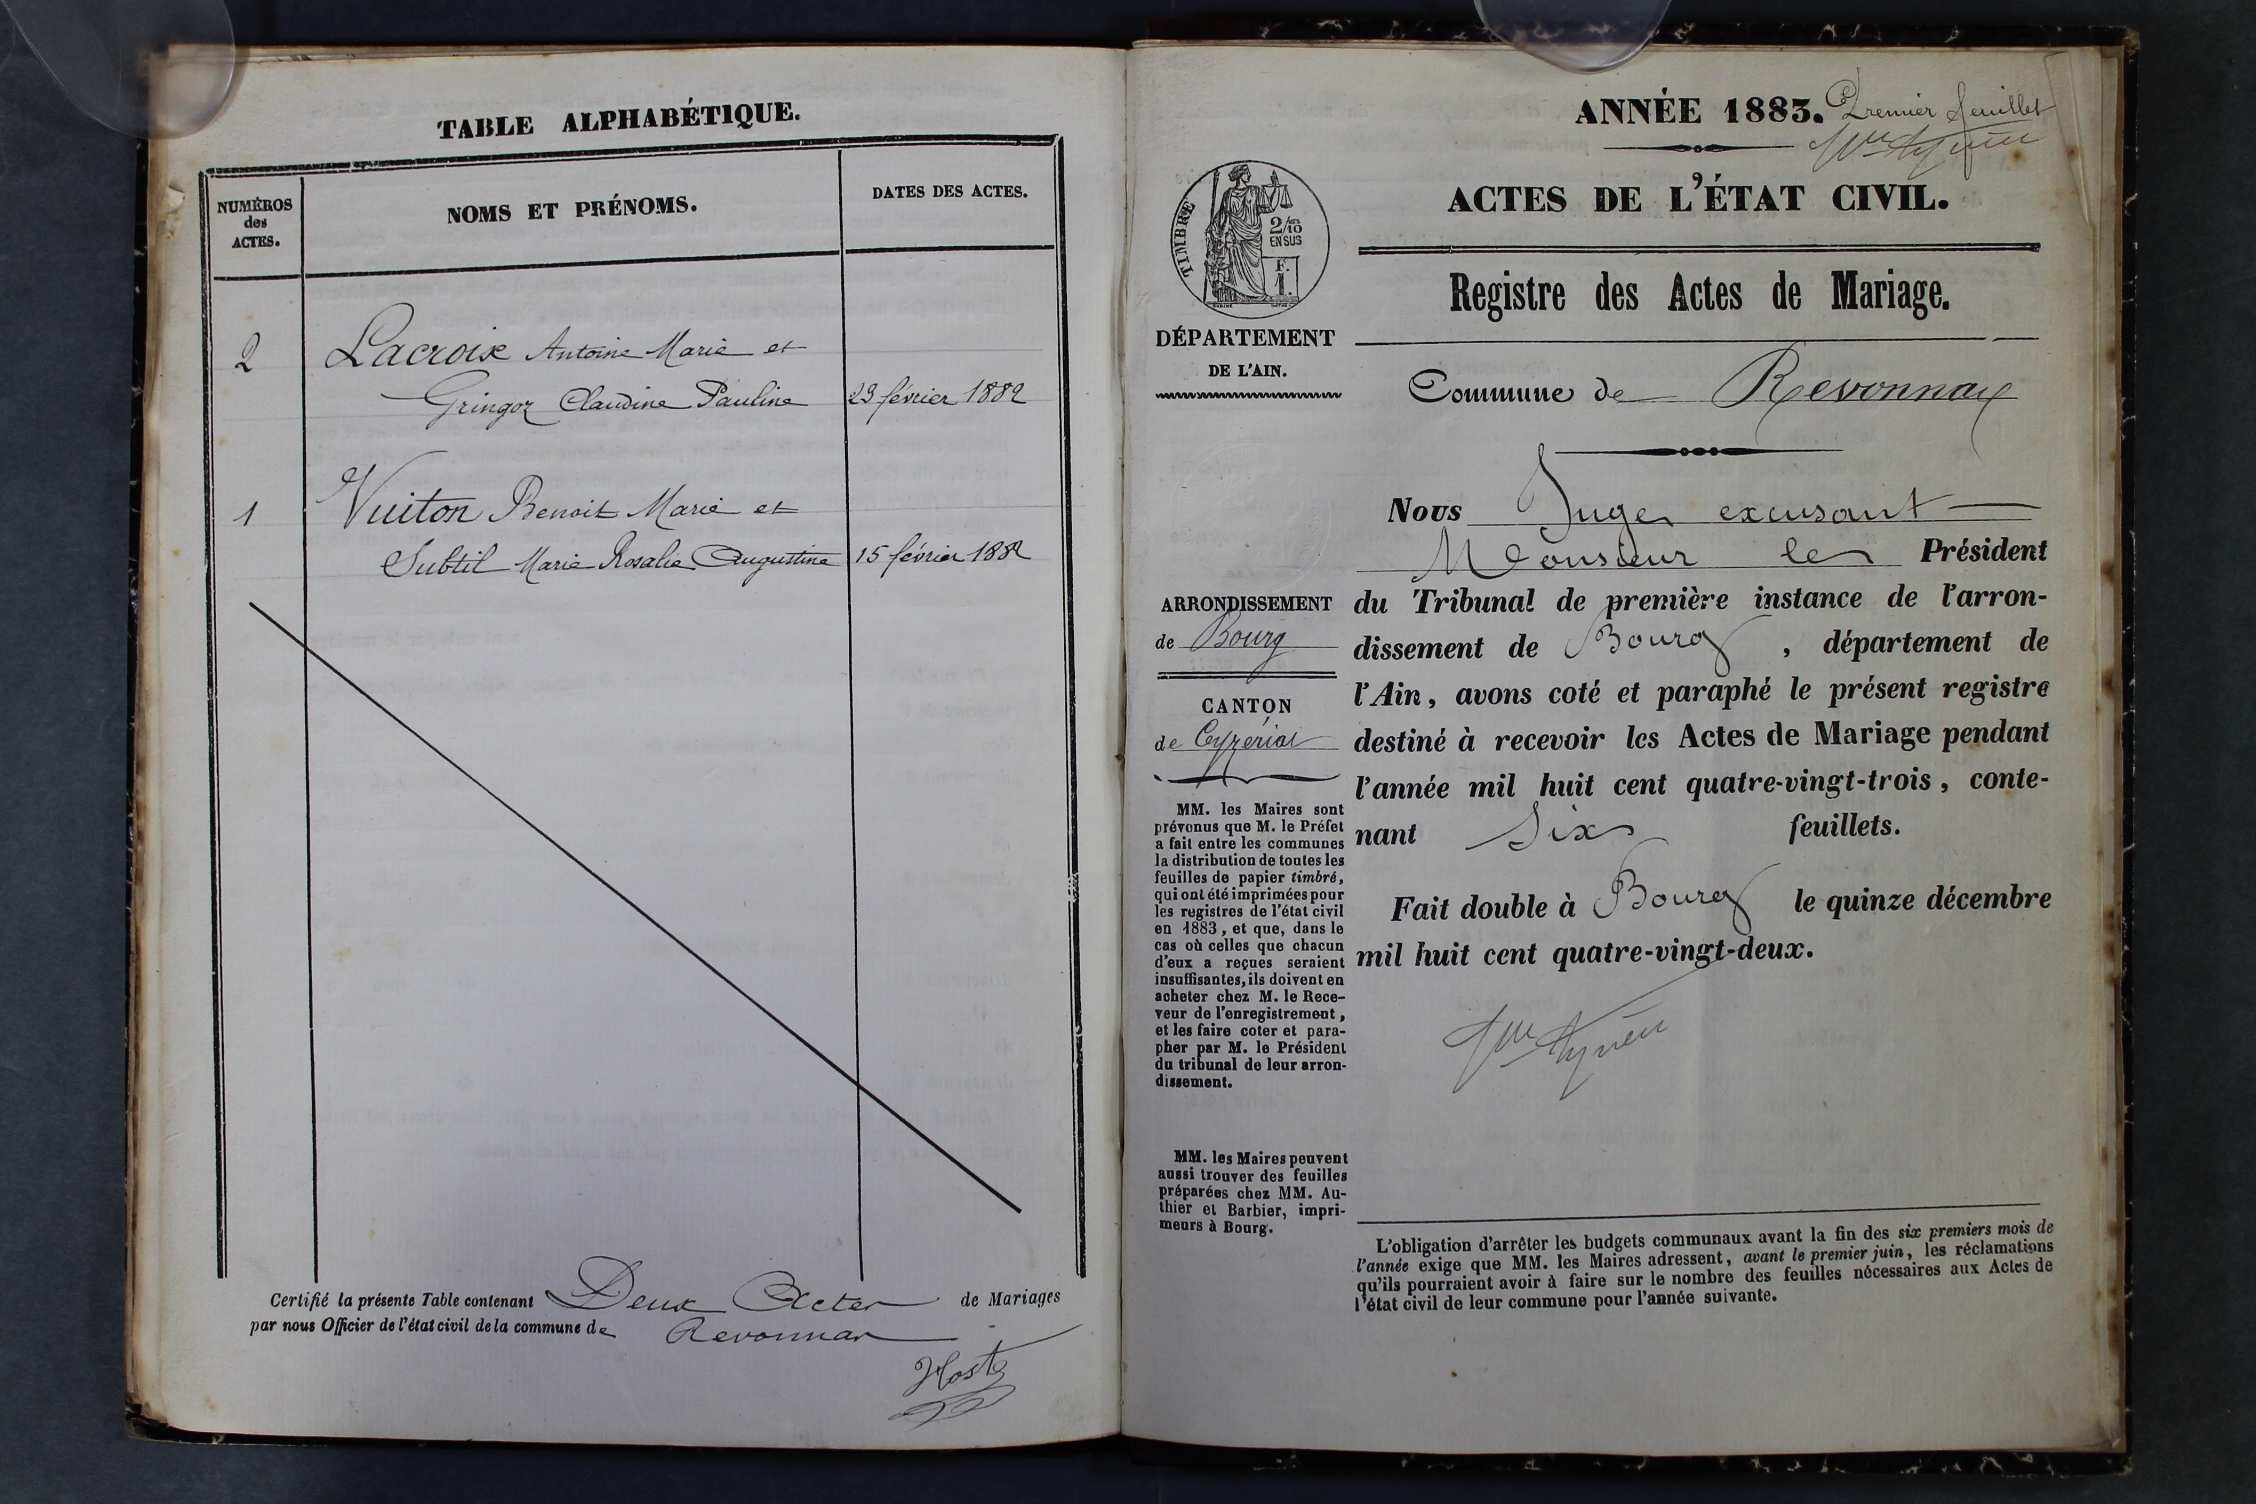 TABLE ALPHABÉTIQUE.
NUMÉROS
des
ACTES.
NOMS ET PRÉNOMS.
DATES DES ACTES.
2 Lacroix Antoine Marie et
Gringoz Claudine Pauline 23 février 1882
1 Vuiton Benoit Marie et
Subtil Marie Rosalie Augustine 15 février 1882
Certifié la présente Table contenant Deux Actes de Mariages
par nous Officier de l'état civil de la commune de Revonnas
ANNÉE 1883. Premier feuillet
ACTES DE L'ÉTAT CIVIL.
TIMBRE
2/10
EN SUS
F.
1.
Registre des Actes de Mariage.
DÉPARTEMENT
DE L'AIN.
Commune de Revonnas
Nous Juge excusant
Monsieur le Président
du Tribunal de première instance de l'arron-
dissement de Bourg, département de
l'Ain, avons coté et paraphé le présent registre
destiné à recevoir les Actes de Mariage pendant
l'année mil huit cent quatre-vingt-trois, conte-
nant Six feuillets.
Fait double à Bourg le quinze décembre
mil huit cent quatre-vingt-deux.
ARRONDISSEMENT
de Bourg
CANTON
de Ceyzériat
MM. les Maires sont
prévenus que M. le Préfet
a fait entre les communes
la distribution de toutes les
feuilles de papier timbré,
qui ont été imprimées pour
les registres de l'état civil
en 1883, et que, dans le
cas où celles que chacun
d'eux a reçues seraient
insuffisantes, ils doivent en
acheter chez M. le Rece-
veur de l'enregistrement,
et les faire coter et para-
pher par M. le Président
du tribunal de leur arron-
dissement.
MM. les Maires peuvent
aussi trouver des feuilles
préparées chez MM. Au-
thier et Barbier, impri-
meurs à Bourg.
L'obligation d'arrêter les budgets communaux avant la fin des six premiers mois de
l'année exige que MM. les Maires adressent, avant le premier juin, les réclamations
qu'ils pourraient avoir à faire sur le nombre des feuilles nécessaires aux Actes de
l'état civil de leur commune pour l'année suivante.